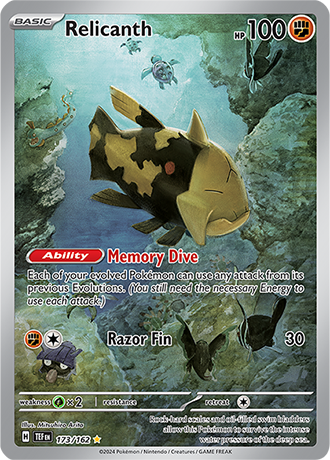 BASIC
Relicanth
HP 100
Ability Memory Dive
Each of your evolved Pokémon can use any attack from its
previous Evolutions. (You still need the necessary Energy to
use each attack.)
Razor Fin 30
weakness ×2 resistance retreat
Illus. Mitsuhiro Arita
Rock-hard scales and oil-filled swim bladders
allow this Pokémon to survive the intense
water pressure of the deep sea.
H TEF EN 173/162
©2024 Pokémon / Nintendo / Creatures / GAME FREAK